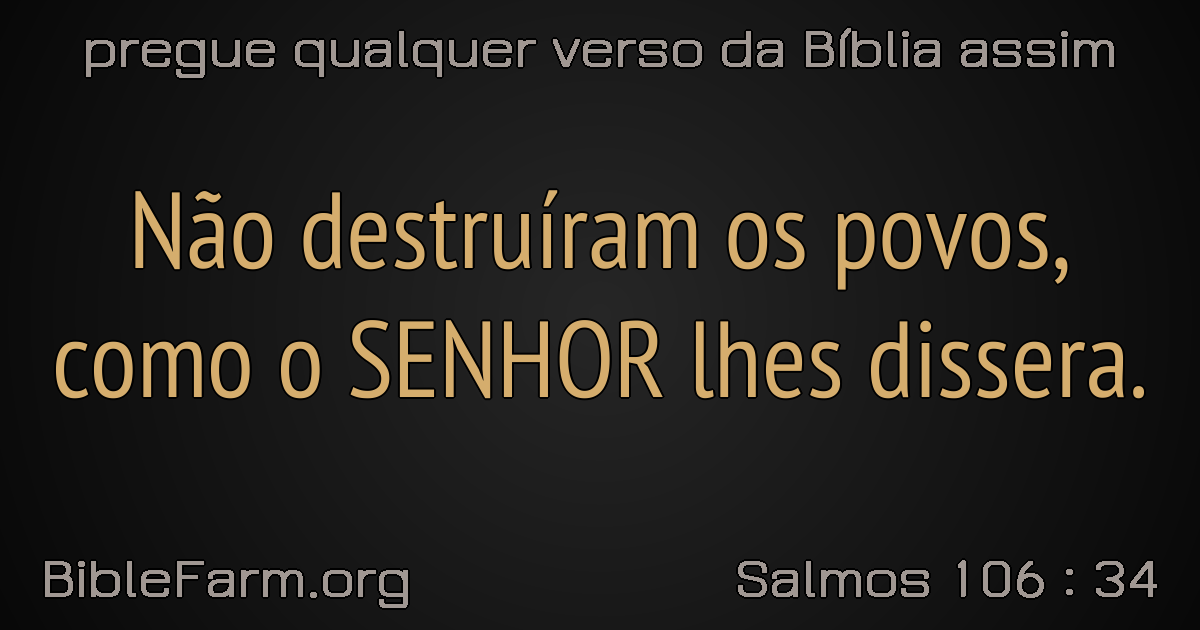 pregue qualquer verso da Bíblia assim
Não destruíram os povos,
como o SENHOR lhes dissera.
BibleFarm.org
Salmos 106 : 34